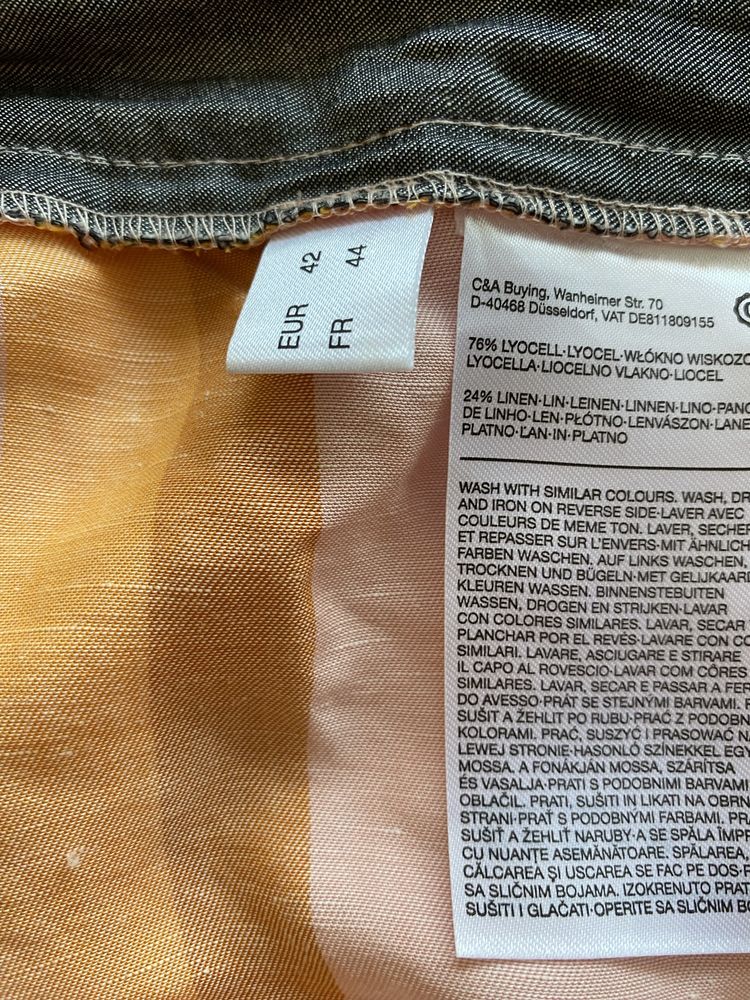 EUR 42
FR 44
C&A Buying, Wanheimer Str. 70
D-40468 Düsseldorf, VAT DE811809155
76% LYOCELL·LYOCEL·WŁÓKNO WISKOZO
LYOCELLA·LIOCELNO VLAKNO·LIOCEL
24% LINEN·LIN·LEINEN·LINNEN·LINO·PANO
DE LINHO·LEN·PŁÓTNO·LENVÁSZON·LANE
PLATNO·ĽAN·IN·PLATNO
WASH WITH SIMILAR COLOURS. WASH, DR
AND IRON ON REVERSE SIDE·LAVER AVEC
COULEURS DE MEME TON. LAVER, SECHE
ET REPASSER SUR L'ENVERS·MIT ÄHNLICH
FARBEN WASCHEN. AUF LINKS WASCHEN,
TROCKNEN UND BÜGELN·MET GELIJKAARD
KLEUREN WASSEN. BINNENSTEBUITEN
WASSEN, DROGEN EN STRIJKEN·LAVAR
CON COLORES SIMILARES. LAVAR, SECAR
PLANCHAR POR EL REVÉS·LAVARE CON CO
SIMILARI. LAVARE, ASCIUGARE E STIRARE
IL CAPO AL ROVESCIO·LAVAR COM CÔRES
SIMILARES. LAVAR, SECAR E PASSAR A FER
DO AVESSO·PRÁT SE STEJNÝMI BARVAMI.
SUŠIT A ŽEHLIT PO RUBU·PRAĆ Z PODOBN
KOLORAMI. PRAĆ, SUSZYĆ I PRASOWAĆ NA
LEWEJ STRONIE·HASONLÓ SZÍNEKKEL EGY
MOSSA. A FONÁKJÁN MOSSA, SZÁRÍTSA
ÉS VASALJA·PRATI S PODOBNIMI BARVAMI
OBLAČIL. PRATI, SUŠITI IN LIKATI NA OBRN
STRANI·PRAŤ S PODOBNÝMI FARBAMI. PRA
SUŠIŤ A ŽEHLIŤ NARUBY·A SE SPĂLA ÎMPR
CU NUANȚE ASEMĂNĂTOARE. SPĂLAREA,
CĂLCAREA ȘI USCAREA SE FAC PE DOS·P
SA SLIČNIM BOJAMA. IZOKRENUTO PRAT
SUŠITI I GLAČATI·OPERITE SA SLIČNIM BO